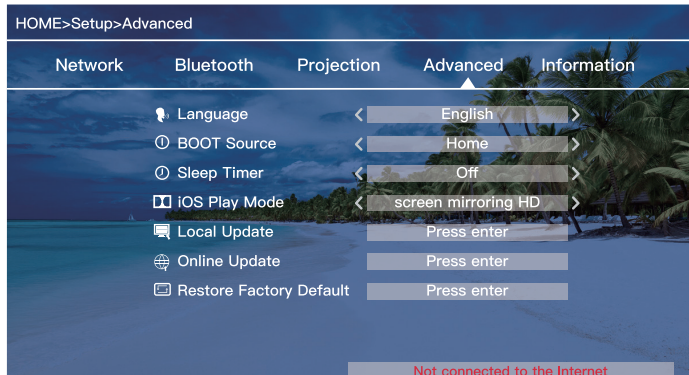 HOME>Setup>Advanced
Network Bluetooth Projection Advanced Information
Language English
BOOT Source Home
Sleep Timer Off
iOS Play Mode screen mirroring HD
Local Update Press enter
Online Update Press enter
Restore Factory Default Press enter
Not connected to the Internet